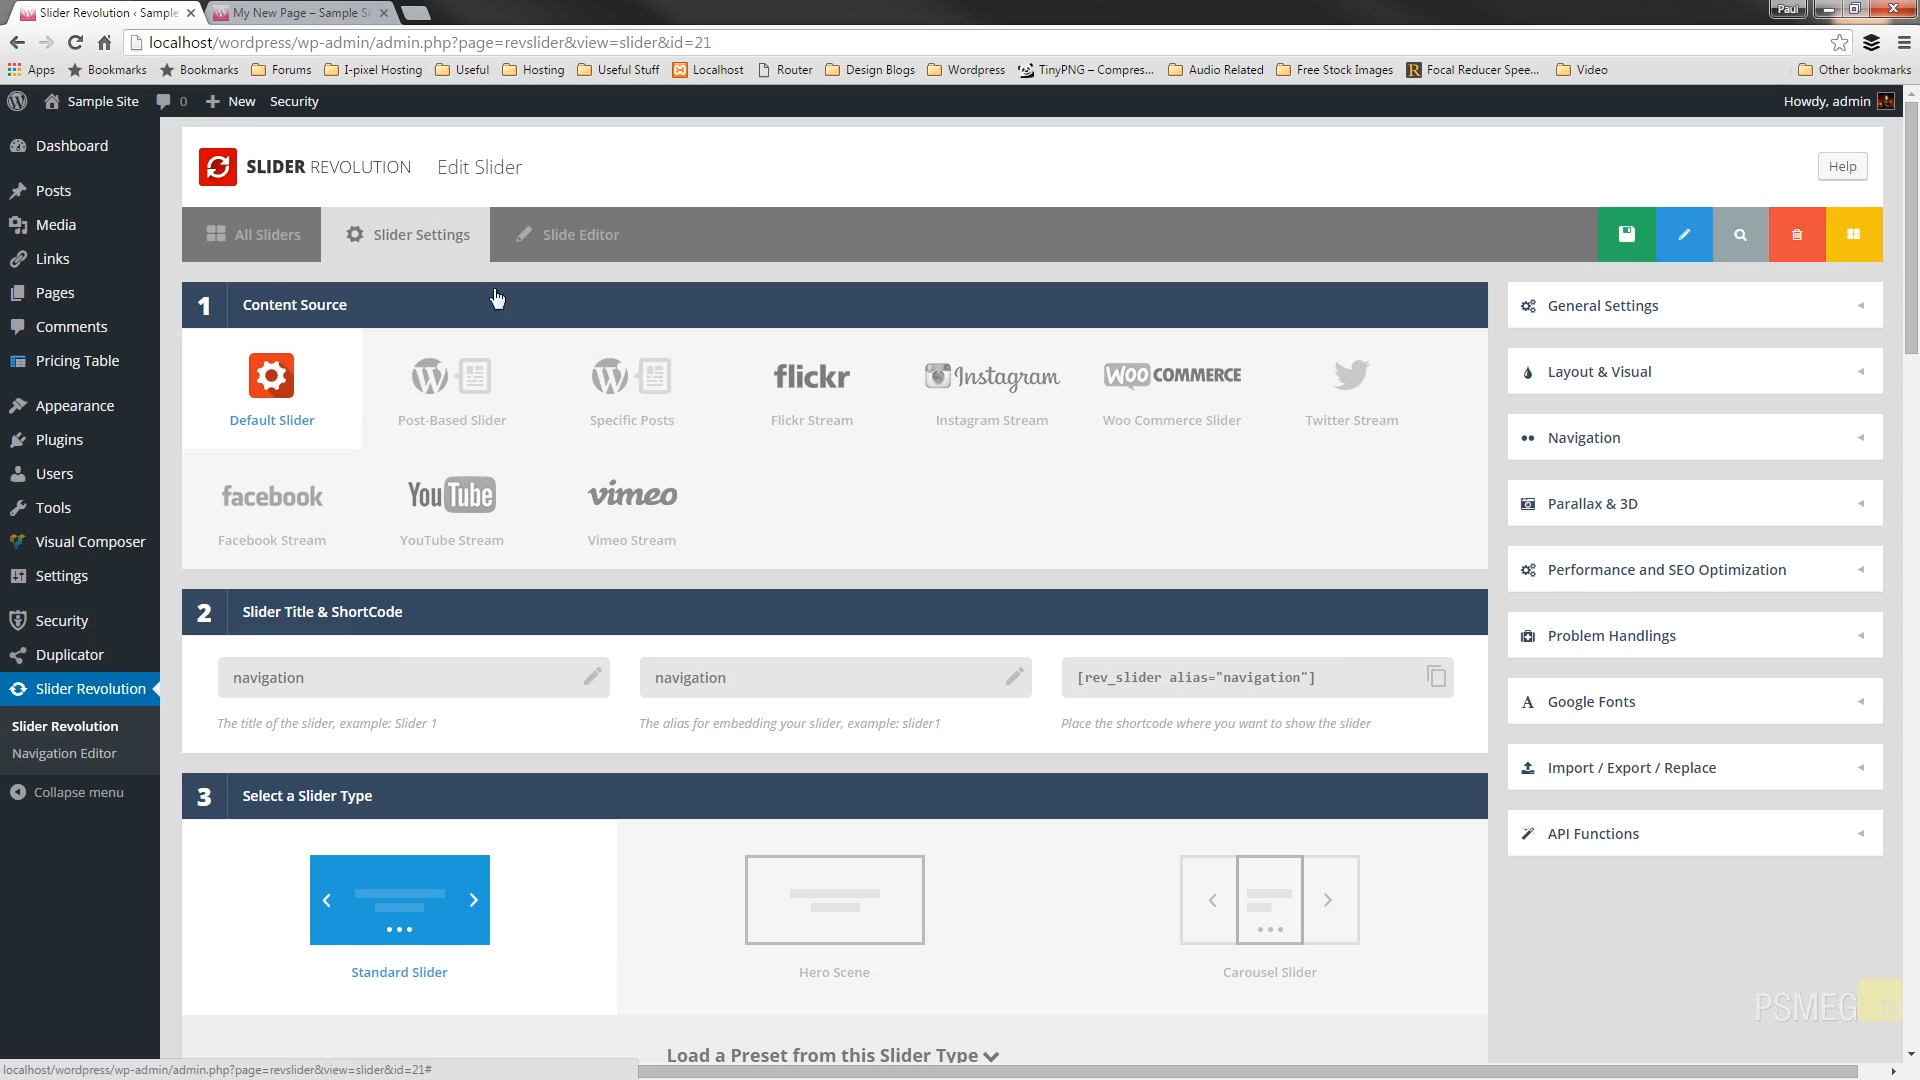 Slider Revolution ‹ Sample
My New Page – Sample Si
Paul
localhost/wordpress/wp-admin/admin.php?page=revslider&view=slider&id=21
Apps Bookmarks Bookmarks Forums I-pixel Hosting Useful Hosting Useful Stuff Localhost Router Design Blogs Wordpress TinyPNG – Compres... Audio Related Free Stock Images Focal Reducer Spee... Video Other bookmarks
Sample Site 0 New Security Howdy, admin
Dashboard
Posts
Media
Links
Pages
Comments
Pricing Table
Appearance
Plugins
Users
Tools
Visual Composer
Settings
Security
Duplicator
Slider Revolution
Slider Revolution
Navigation Editor
Collapse menu
SLIDER REVOLUTION Edit Slider
Help
All Sliders Slider Settings Slide Editor
1 Content Source
flickr Instagram WOO COMMERCE
Default Slider Post-Based Slider Specific Posts Flickr Stream Instagram Stream Woo Commerce Slider Twitter Stream
facebook YouTube vimeo
Facebook Stream YouTube Stream Vimeo Stream
2 Slider Title & ShortCode
navigation navigation [rev_slider alias="navigation"]
The title of the slider, example: Slider 1 The alias for embedding your slider, example: slider1 Place the shortcode where you want to show the slider
3 Select a Slider Type
Standard Slider Hero Scene Carousel Slider
Load a Preset from this Slider Type
General Settings
Layout & Visual
Navigation
Parallax & 3D
Performance and SEO Optimization
Problem Handlings
Google Fonts
Import / Export / Replace
API Functions
PSMEG
localhost/wordpress/wp-admin/admin.php?page=revslider&view=slider&id=21#